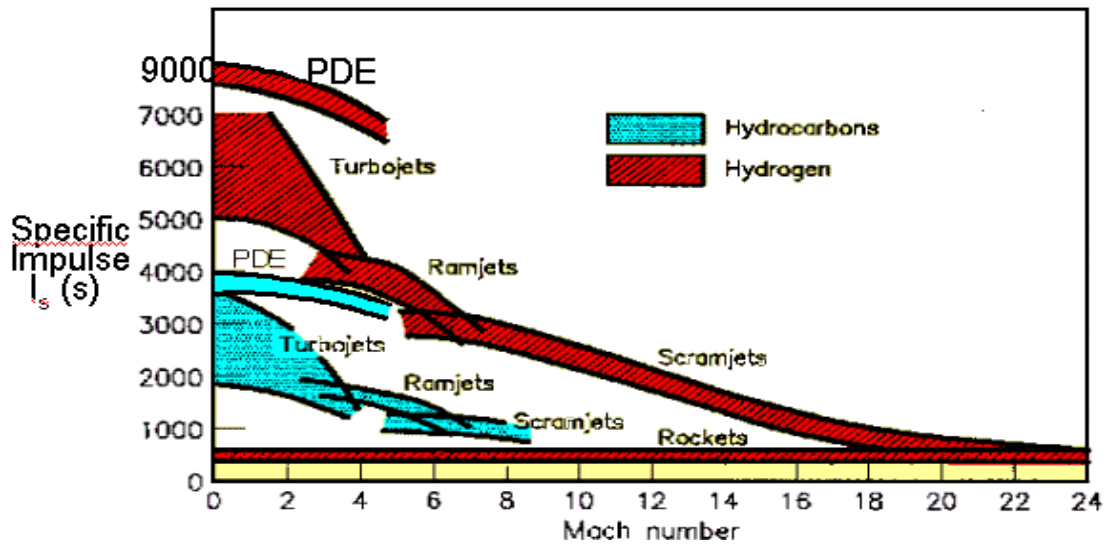 9000
PDE
7000
Hydrocarbons
Hydrogen
Turbojets
6000
5000
Specific
Impulse
Is (s)
PDE
4000
Ramjets
3000
Turbojets
Scramjets
2000
Ramjets
Scramjets
1000
Rockets
0
0 2 4 6 8 10 12 14 16 18 20 22 24
Mach number